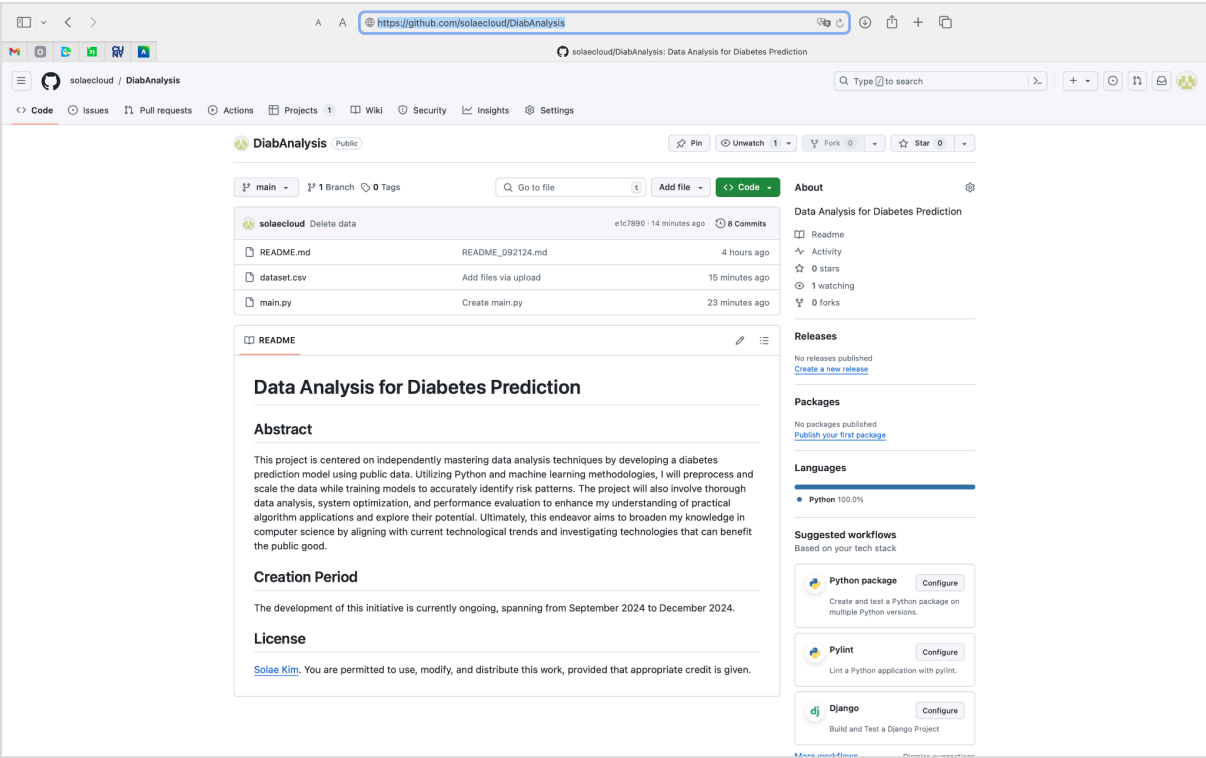 A A https://github.com/solaecloud/DiabAnalysis
solaecloud/DiabAnalysis: Data Analysis for Diabetes Prediction
solaecloud / DiabAnalysis
Type / to search
Code Issues Pull requests Actions Projects 1 Wiki Security Insights Settings
DiabAnalysis Public
Pin Unwatch 1 Fork 0 Star 0
main 1 Branch 0 Tags
Go to file t
Add file Code
solaecloud Delete data e1c7890 · 14 minutes ago 8 Commits
README.md README_092124.md 4 hours ago
dataset.csv Add files via upload 15 minutes ago
main.py Create main.py 23 minutes ago
README
Data Analysis for Diabetes Prediction
Abstract
This project is centered on independently mastering data analysis techniques by developing a diabetes
prediction model using public data. Utilizing Python and machine learning methodologies, I will preprocess and
scale the data while training models to accurately identify risk patterns. The project will also involve thorough
data analysis, system optimization, and performance evaluation to enhance my understanding of practical
algorithm applications and explore their potential. Ultimately, this endeavor aims to broaden my knowledge in
computer science by aligning with current technological trends and investigating technologies that can benefit
the public good.
Creation Period
The development of this initiative is currently ongoing, spanning from September 2024 to December 2024.
License
Solae Kim. You are permitted to use, modify, and distribute this work, provided that appropriate credit is given.
About
Data Analysis for Diabetes Prediction
Readme
Activity
0 stars
1 watching
0 forks
Releases
No releases published
Create a new release
Packages
No packages published
Publish your first package
Languages
Python 100.0%
Suggested workflows
Based on your tech stack
Python package Configure
Create and test a Python package on
multiple Python versions.
Pylint Configure
Lint a Python application with pylint.
dj Django Configure
Build and Test a Django Project
More workflows Dismiss suggestions